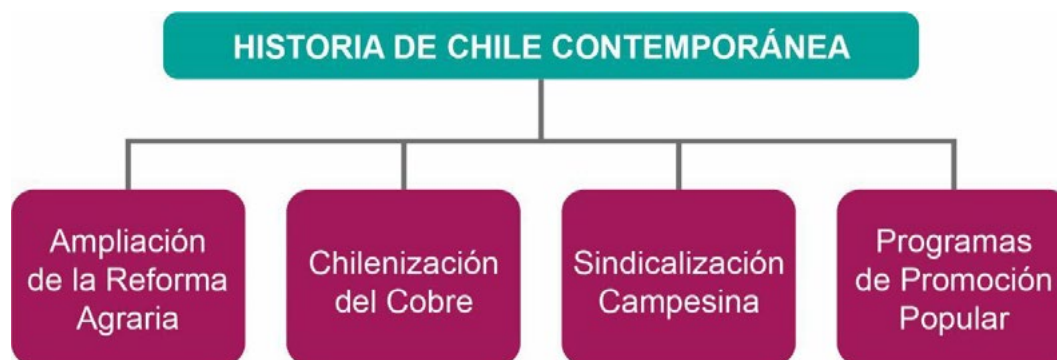 HISTORIA DE CHILE CONTEMPORÁNEA
Ampliación
de la Reforma
Agraria
Chilenización
del Cobre
Sindicalización
Campesina
Programas
de Promoción
Popular